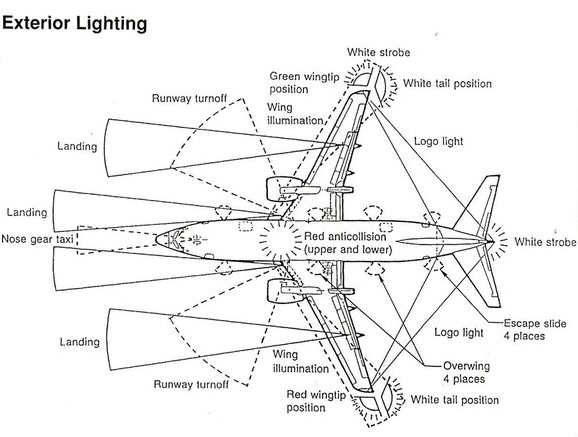 Exterior Lighting
White strobe
Green wingtip
position
White tail position
Runway turnoff
Wing
illumination
Landing
Logo light
Landing
Nose gear taxi
Red anticollision
(upper and lower)
White strobe
Landing
Wing
illumination
Runway turnoff
Logo light
Escape slide
4 places
Overwing
4 places
Red wingtip
position
White tail position